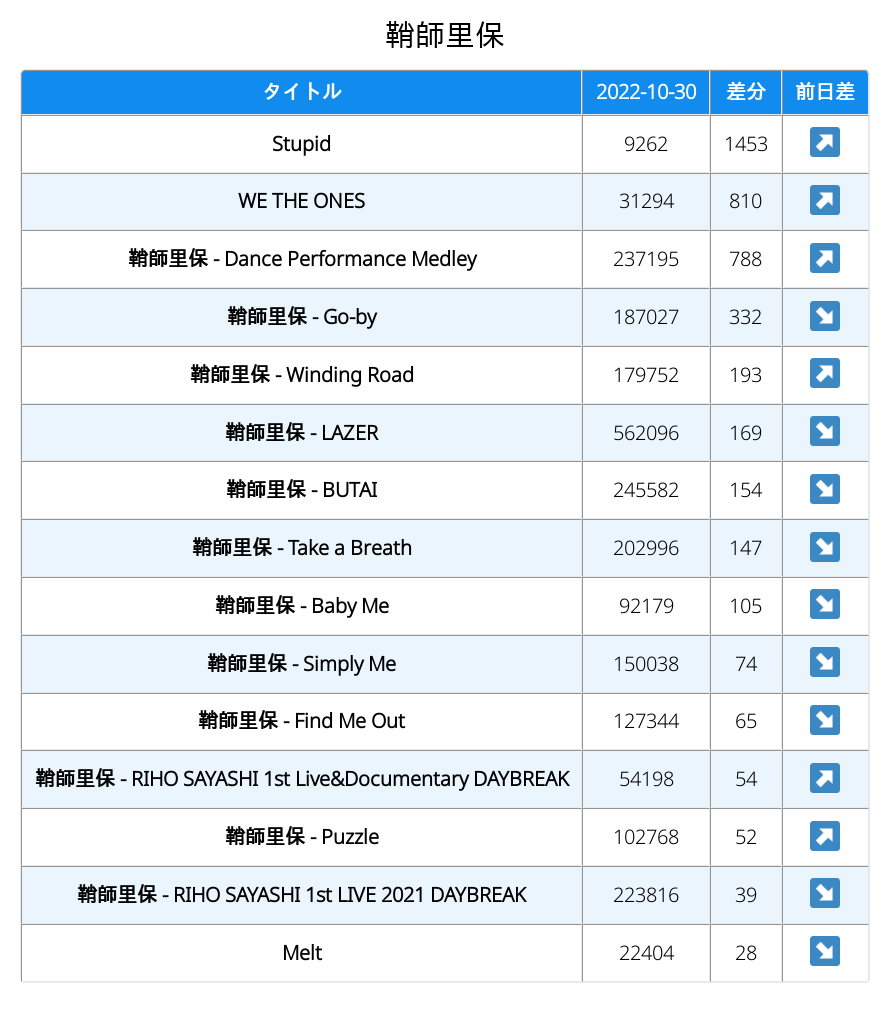 鞘師里保
タイトル 2022-10-30 差分 前日差
Stupid 9262 1453 ↗
WE THE ONES 31294 810 ↗
鞘師里保 - Dance Performance Medley 237195 788 ↗
鞘師里保 - Go-by 187027 332 ↘
鞘師里保 - Winding Road 179752 193 ↗
鞘師里保 - LAZER 562096 169 ↘
鞘師里保 - BUTAI 245582 154 ↘
鞘師里保 - Take a Breath 202996 147 ↘
鞘師里保 - Baby Me 92179 105 ↘
鞘師里保 - Simply Me 150038 74 ↘
鞘師里保 - Find Me Out 127344 65 ↘
鞘師里保 - RIHO SAYASHI 1st Live&Documentary DAYBREAK 54198 54 ↗
鞘師里保 - Puzzle 102768 52 ↗
鞘師里保 - RIHO SAYASHI 1st LIVE 2021 DAYBREAK 223816 39 ↘
Melt 22404 28 ↘